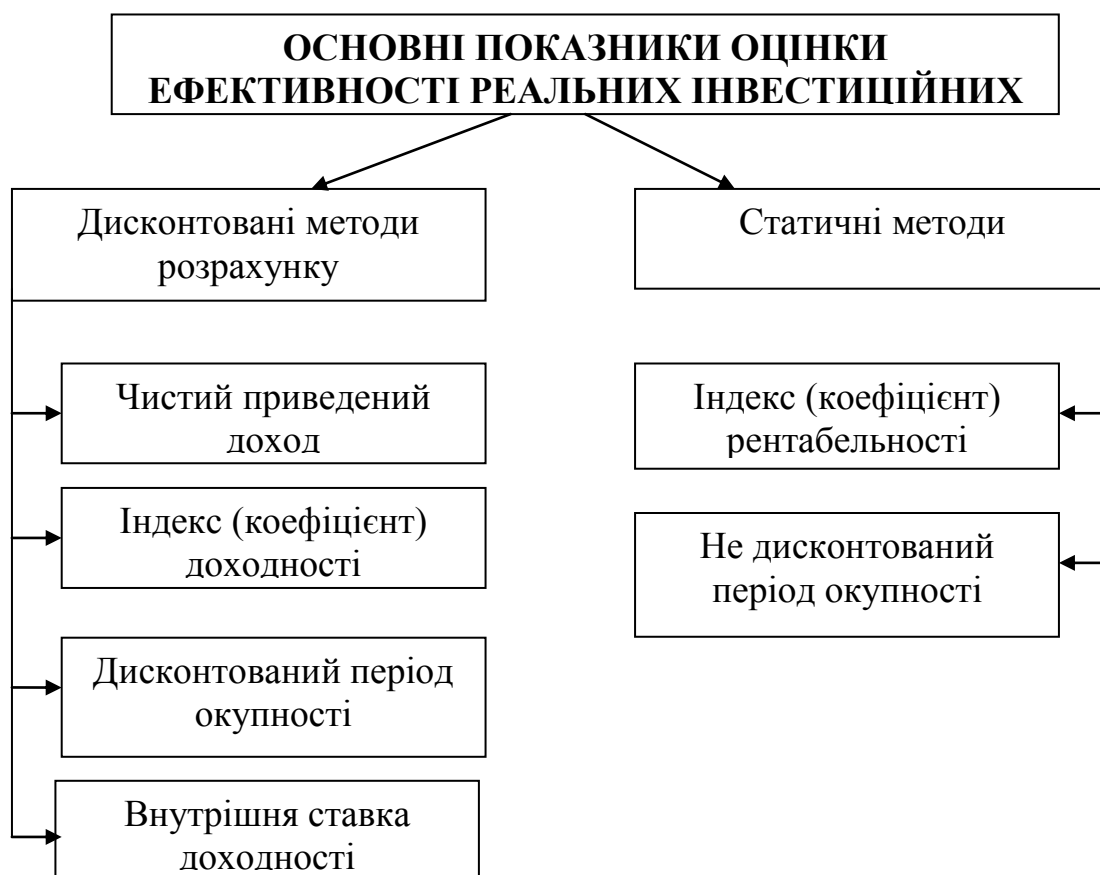 ОСНОВНІ ПОКАЗНИКИ ОЦІНКИ
ЕФЕКТИВНОСТІ РЕАЛЬНИХ ІНВЕСТИЦІЙНИХ
Дисконтовані методи
розрахунку
Статичні методи
Чистий приведений
доход
Індекс (коефіцієнт)
доходності
Дисконтований період
окупності
Внутрішня ставка
доходності
Індекс (коефіцієнт)
рентабельності
Не дисконтований
період окупності